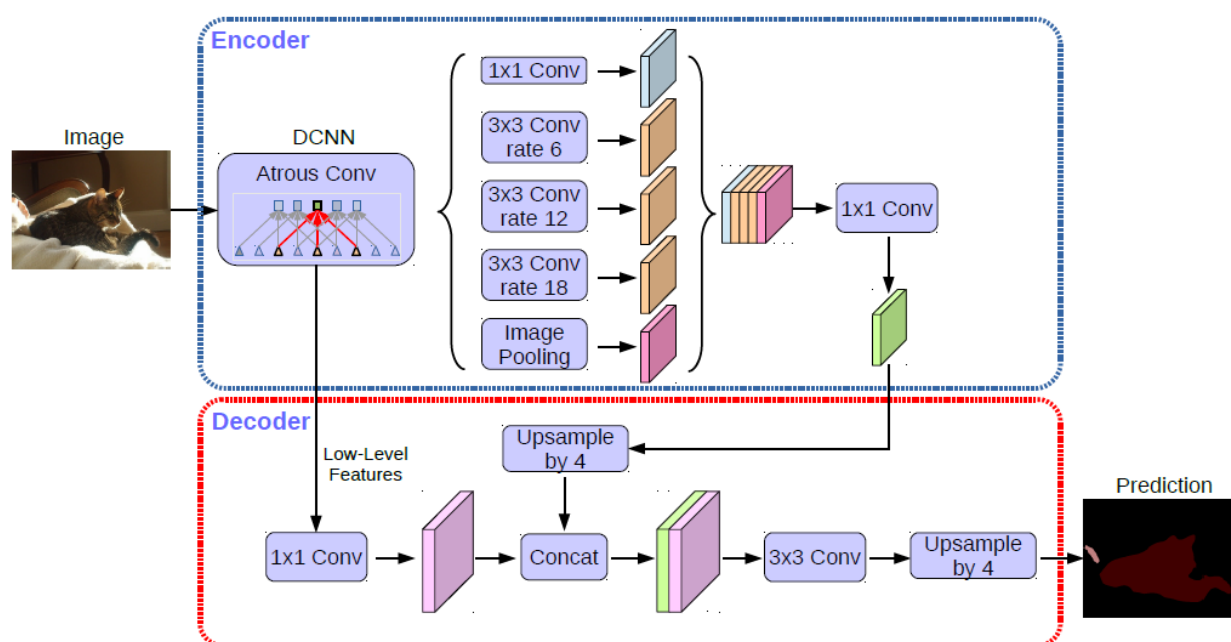 Encoder
Image
DCNN
Atrous Conv
1x1 Conv
3x3 Conv
rate 6
3x3 Conv
rate 12
3x3 Conv
rate 18
Image
Pooling
1x1 Conv
Decoder
Low-Level
Features
Upsample
by 4
1x1 Conv
Concat
3x3 Conv
Upsample
by 4
Prediction